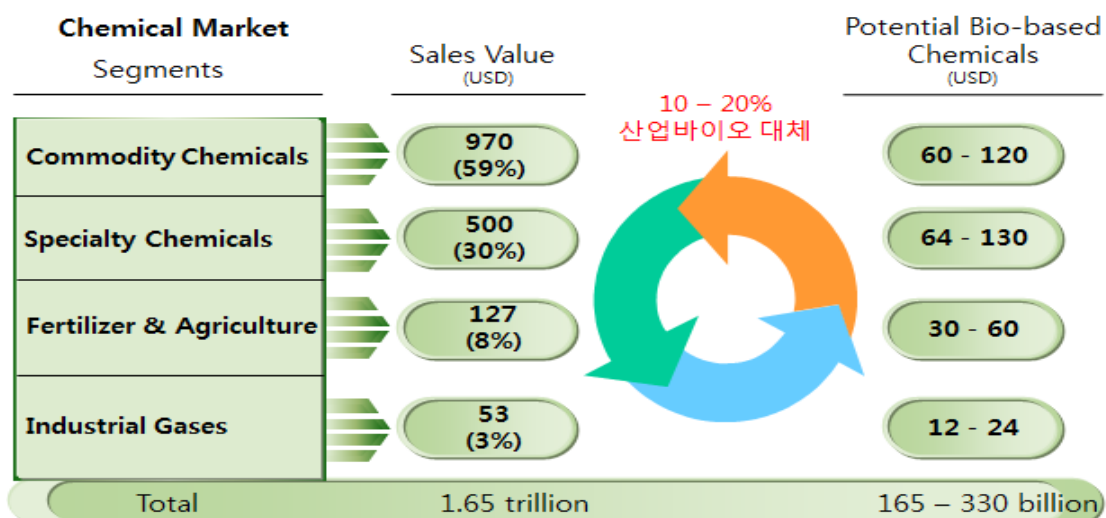 Chemical Market
Segments
Sales Value
(USD)
Potential Bio-based
Chemicals
(USD)
10 – 20%
산업바이오 대체
Commodity Chemicals
970
(59%)
60 - 120
Specialty Chemicals
500
(30%)
64 - 130
Fertilizer & Agriculture
127
(8%)
30 - 60
Industrial Gases
53
(3%)
12 - 24
Total 1.65 trillion 165 – 330 billion